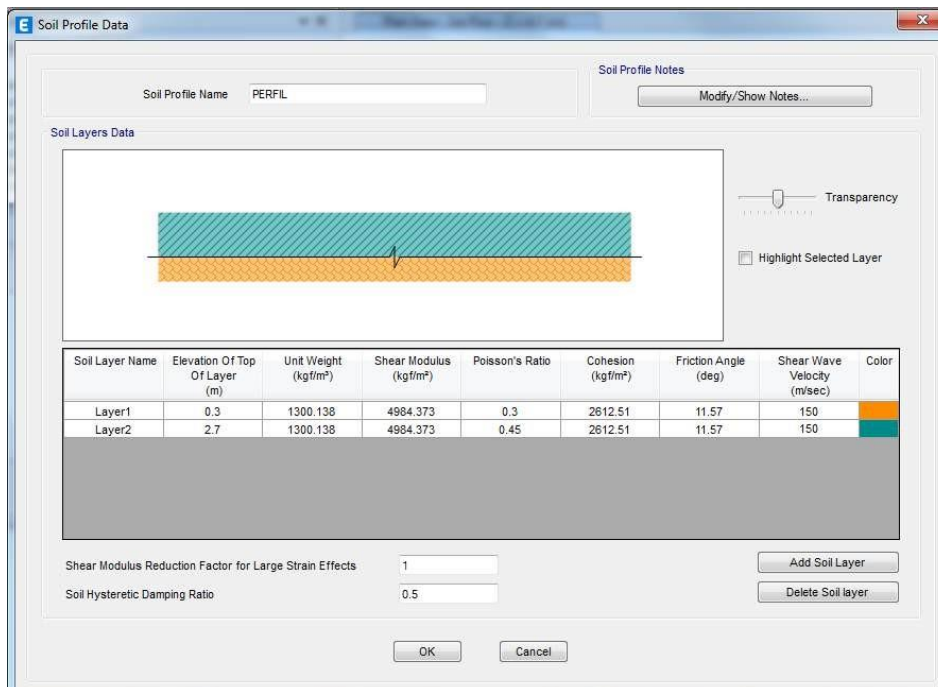 E Soil Profile Data
Soil Profile Notes
Soil Profile Name PERFIL
Modify/Show Notes...
Soil Layers Data
Transparency
Highlight Selected Layer
Soil Layer Name Elevation Of Top Of Layer (m) Unit Weight (kgf/m³) Shear Modulus (kgf/m²) Poisson's Ratio Cohesion (kgf/m²) Friction Angle (deg) Shear Wave Velocity (m/sec) Color
Layer1 0.3 1300.138 4984.373 0.3 2612.51 11.57 150
Layer2 2.7 1300.138 4984.373 0.45 2612.51 11.57 150
Shear Modulus Reduction Factor for Large Strain Effects 1
Add Soil Layer
Soil Hysteretic Damping Ratio 0.5
Delete Soil layer
OK Cancel